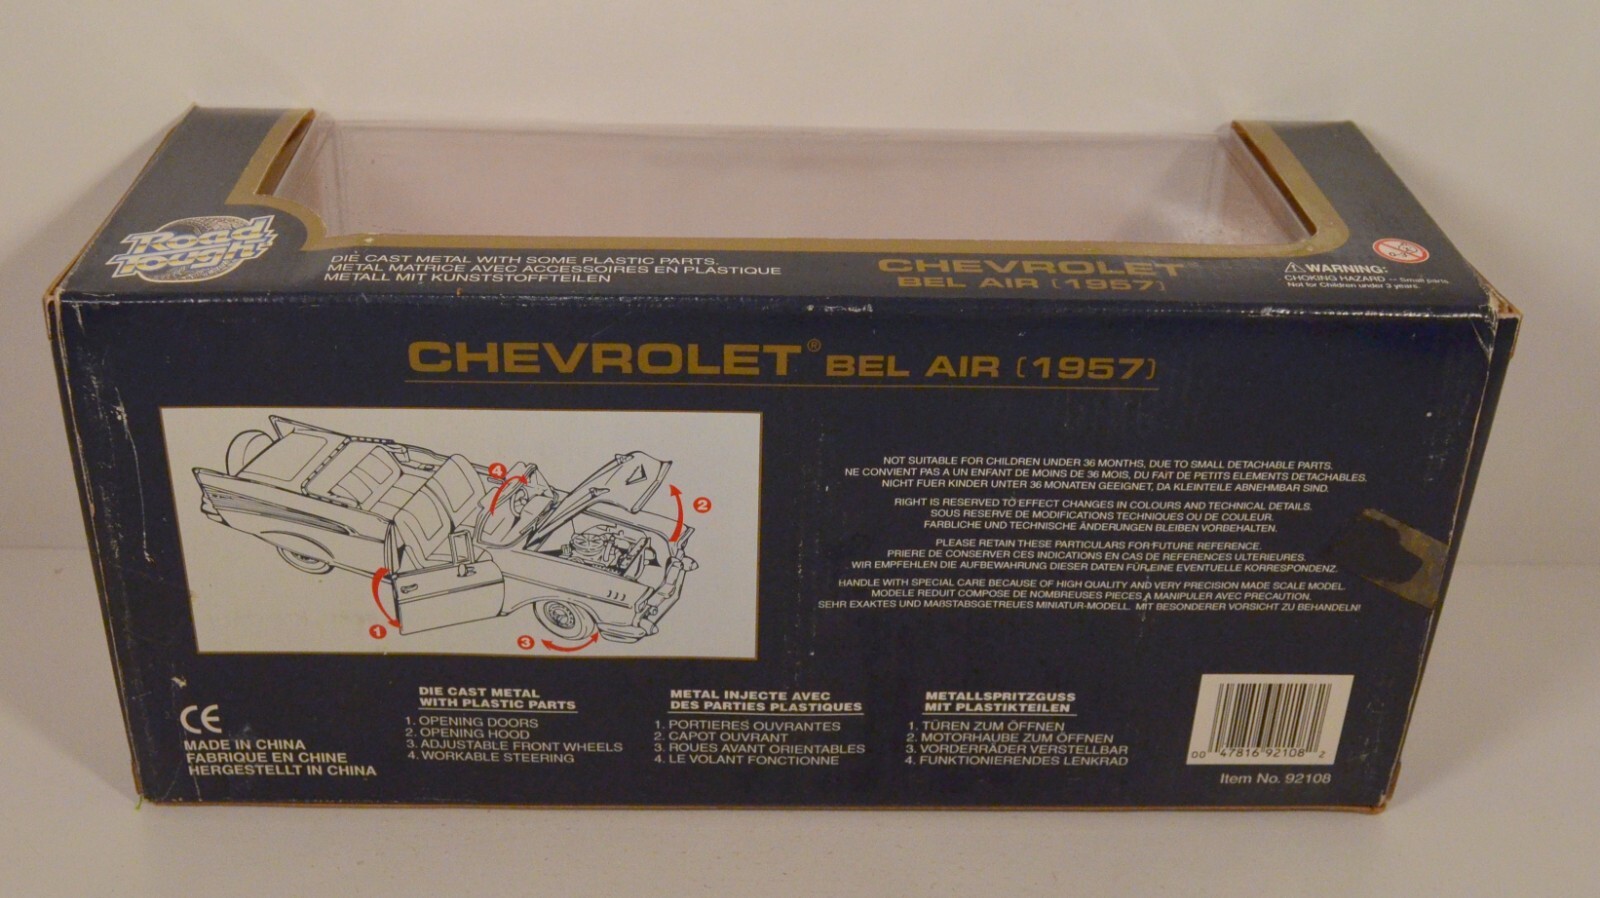 Road
Tough
DIE CAST METAL WITH SOME PLASTIC PARTS.
METAL MATRICE AVEC ACCESSOIRES EN PLASTIQUE
METALL MIT KUNSTSTOFFTEILEN
CHEVROLET
BEL AIR (1957)
⚠WARNING:
CHOKING HAZARD -- Small parts.
Not for Children under 3 years.
CHEVROLET® BEL AIR (1957)
4
2
1
3
NOT SUITABLE FOR CHILDREN UNDER 36 MONTHS, DUE TO SMALL DETACHABLE PARTS.
NE CONVIENT PAS A UN ENFANT DE MOINS DE 36 MOIS, DU FAIT DE PETITS ELEMENTS DETACHABLES.
NICHT FUER KINDER UNTER 36 MONATEN GEEIGNET, DA KLEINTEILE ABNEHMBAR SIND.
RIGHT IS RESERVED TO EFFECT CHANGES IN COLOURS AND TECHNICAL DETAILS.
SOUS RESERVE DE MODIFICATIONS TECHNIQUES OU DE COULEUR.
FARBLICHE UND TECHNISCHE ÄNDERUNGEN BLEIBEN VORBEHALTEN.
PLEASE RETAIN THESE PARTICULARS FOR FUTURE REFERENCE.
PRIERE DE CONSERVER CES INDICATIONS EN CAS DE REFERENCES ULTERIEURES.
WIR EMPFEHLEN DIE AUFBEWAHRUNG DIESER DATEN FÜR EINE EVENTUELLE KORRESPONDENZ.
HANDLE WITH SPECIAL CARE BECAUSE OF HIGH QUALITY AND VERY PRECISION MADE SCALE MODEL.
MODELE REDUIT COMPOSE DE NOMBREUSES PIECES A MANIPULER AVEC PRECAUTION.
SEHR EXAKTES UND MAßSTABSGETREUES MINIATUR-MODELL. MIT BESONDERER VORSICHT ZU BEHANDELN!
CE
MADE IN CHINA
FABRIQUE EN CHINE
HERGESTELLT IN CHINA
DIE CAST METAL
WITH PLASTIC PARTS
1. OPENING DOORS
2. OPENING HOOD
3. ADJUSTABLE FRONT WHEELS
4. WORKABLE STEERING
METAL INJECTE AVEC
DES PARTIES PLASTIQUES
1. PORTIERES OUVRANTES
2. CAPOT OUVRANT
3. ROUES AVANT ORIENTABLES
4. LE VOLANT FONCTIONNE
METALLSPRITZGUSS
MIT PLASTIKTEILEN
1. TÜREN ZUM ÖFFNEN
2. MOTORHAUBE ZUM ÖFFNEN
3. VORDERRÄDER VERSTELLBAR
4. FUNKTIONIERENDES LENKRAD
00 47816 92108 2
Item No. 92108